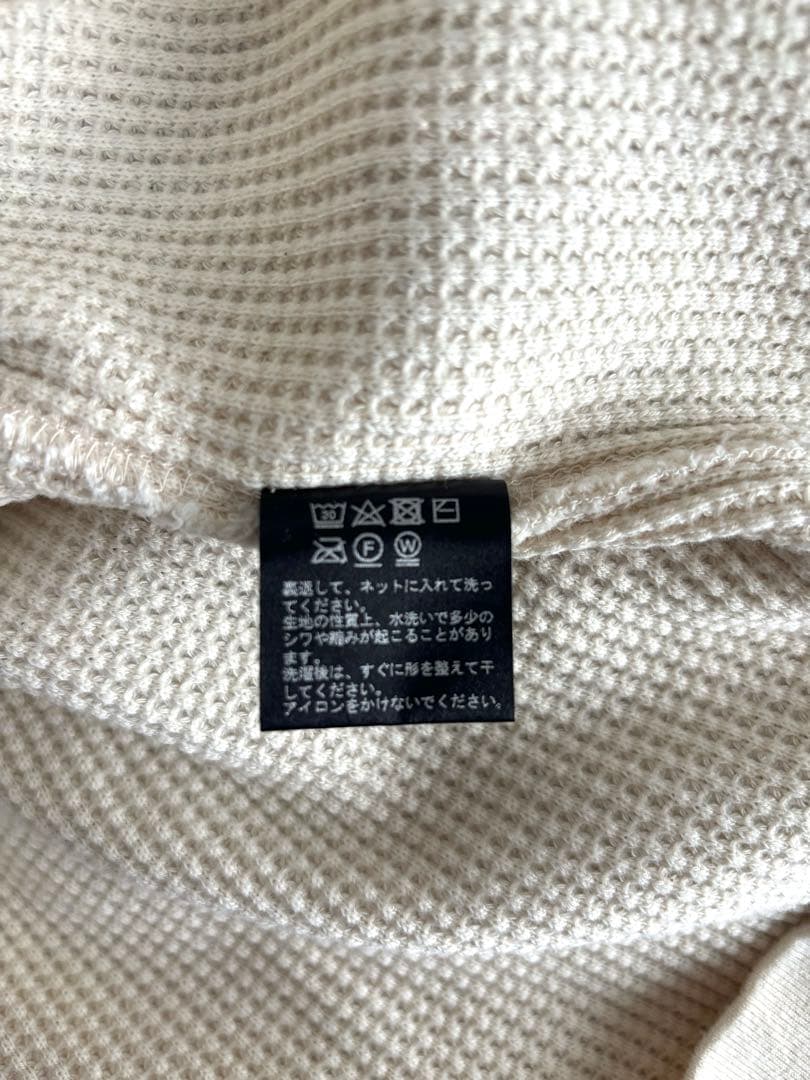 30
F W
裏返して、ネットに入れて洗っ
てください。
生地の性質上、水洗いで多少の
シワや縮みが起こることがあり
ます。
洗濯後は、すぐに形を整えて干
してください。
アイロンをかけないでください。